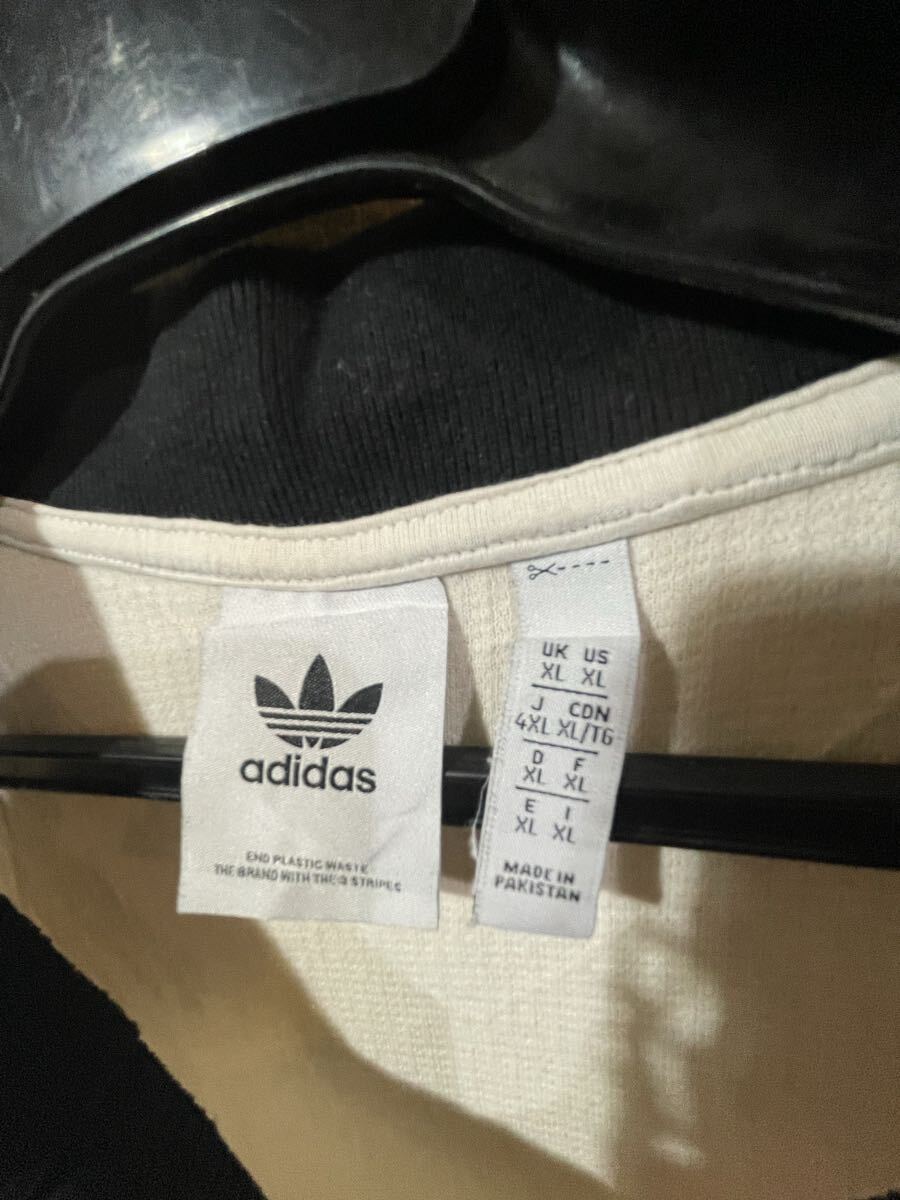 adidas
END PLASTIC WASTE
THE BRAND WITH THE 3 STRIPES
UK US
XL XL
J CDN
4XL XL/TG
D F
XL XL
E I
XL XL
MADE IN
PAKISTAN